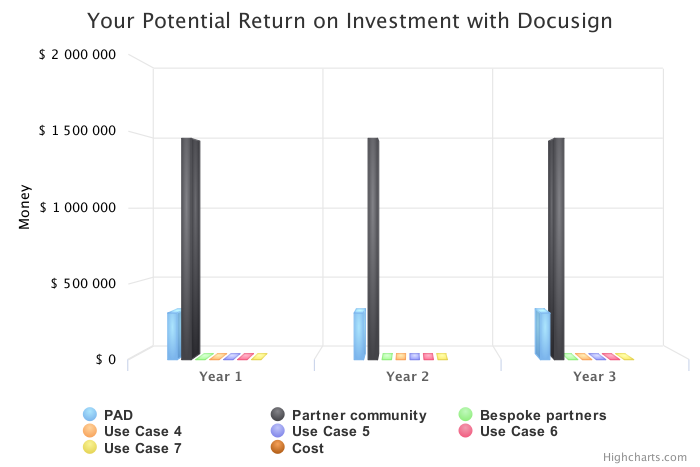 Your Potential Return on Investment with Docusign
$ 2 000 000
$ 1 500 000
$ 1 000 000
$ 500 000
$ 0
Money
Year 1
Year 2
Year 3
PAD
Partner community
Bespoke partners
Use Case 4
Use Case 5
Use Case 6
Use Case 7
Cost
Highcharts.com